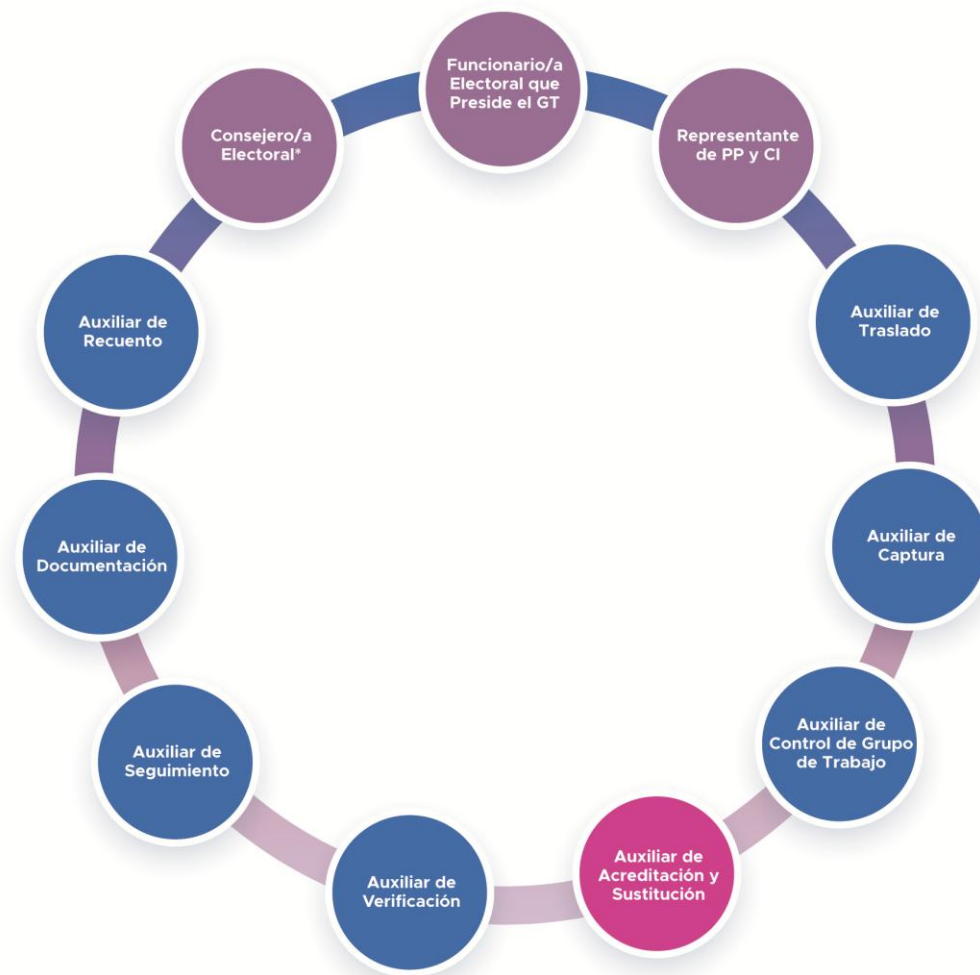 Funcionario/a
Electoral que
Preside el GT
Representante
de PP y CI
Auxiliar de
Traslado
Auxiliar de
Captura
Auxiliar de
Control de Grupo
de Trabajo
Auxiliar de
Acreditación y
Sustitución
Auxiliar de
Verificación
Auxiliar de
Seguimiento
Auxiliar de
Documentación
Auxiliar de
Recuento
Consejero/a
Electoral*